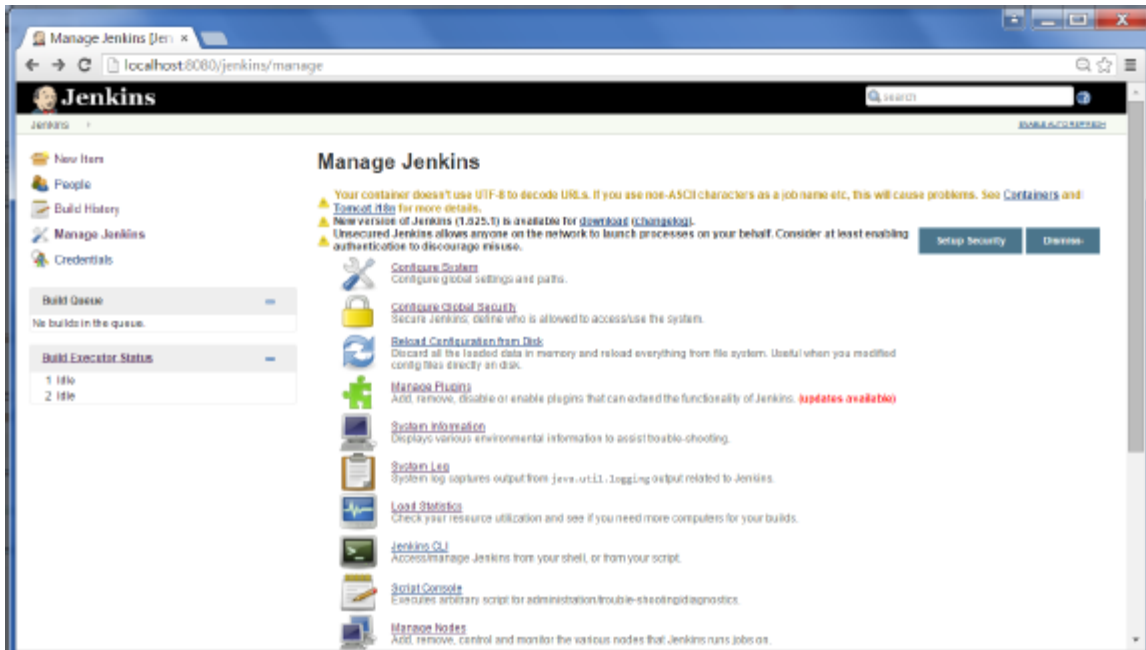 Manage Jenkins [Jen
localhost:8080/jenkins/manage
Jenkins
search
Jenkins
ENABLE AUTO REFRESH
New Item
People
Build History
Manage Jenkins
Credentials
Build Queue
No builds in the queue.
Build Executor Status
1 Idle
2 Idle
Manage Jenkins
Your container doesn't use UTF-8 to decode URLs. If you use non-ASCII characters as a job name etc, this will cause problems. See Containers and
Tomcat i18n for more details.
New version of Jenkins (1.625.1) is available for download (changelog).
Unsecured Jenkins allows anyone on the network to launch processes on your behalf. Consider at least enabling
authentication to discourage misuse.
Setup Security
Dismiss
Configure System
Configure global settings and paths.
Configure Global Security
Secure Jenkins; define who is allowed to access/use the system.
Reload Configuration from Disk
Discard all the loaded data in memory and reload everything from file system. Useful when you modified
config files directly on disk.
Manage Plugins
Add, remove, disable or enable plugins that can extend the functionality of Jenkins. (updates available)
System Information
Displays various environmental information to assist trouble-shooting.
System Log
System log captures output from java.util.logging output related to Jenkins.
Load Statistics
Check your resource utilization and see if you need more computers for your builds.
Jenkins CLI
Access/manage Jenkins from your shell, or from your script.
Script Console
Executes arbitrary script for administration/trouble-shooting/diagnostics.
Manage Nodes
Add, remove, control and monitor the various nodes that Jenkins runs jobs on.